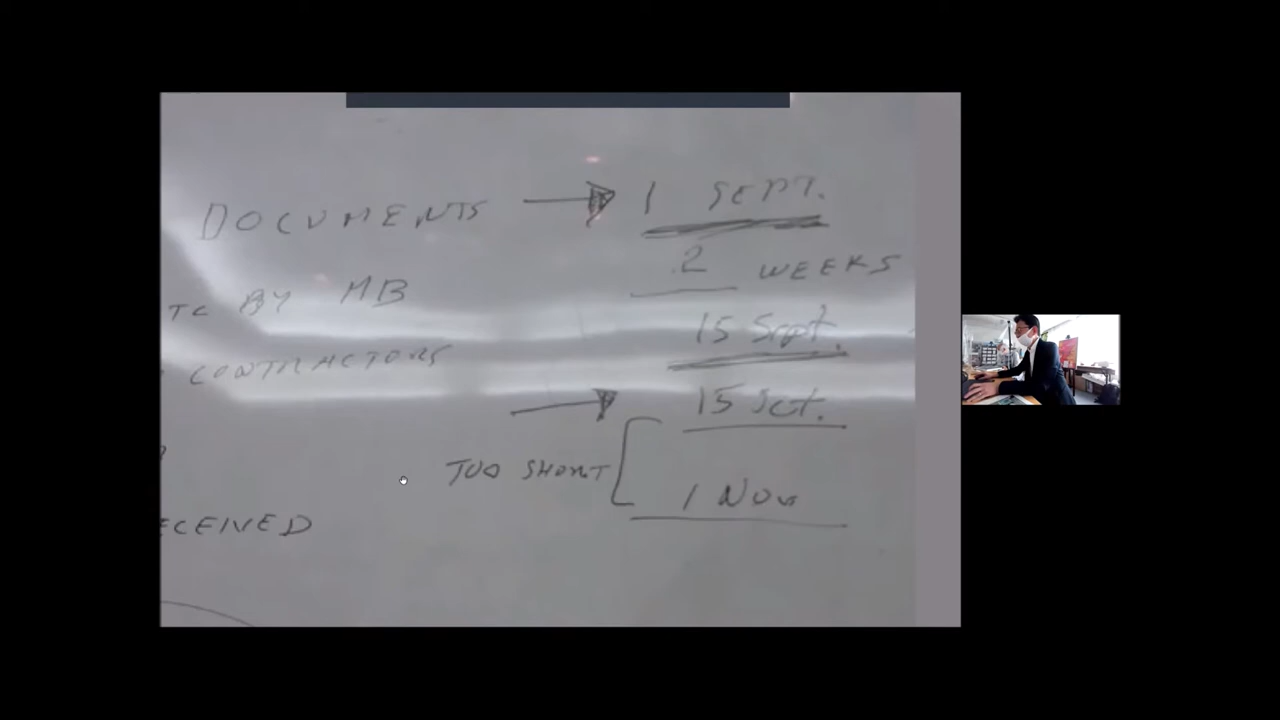 DOCUMENTS → 1 SEPT.
2 WEEKS
TC BY MB
15 Sept.
CONTRACTORS
→ 15 Oct.
TOO SHORT
1 Nov
ECEIVED